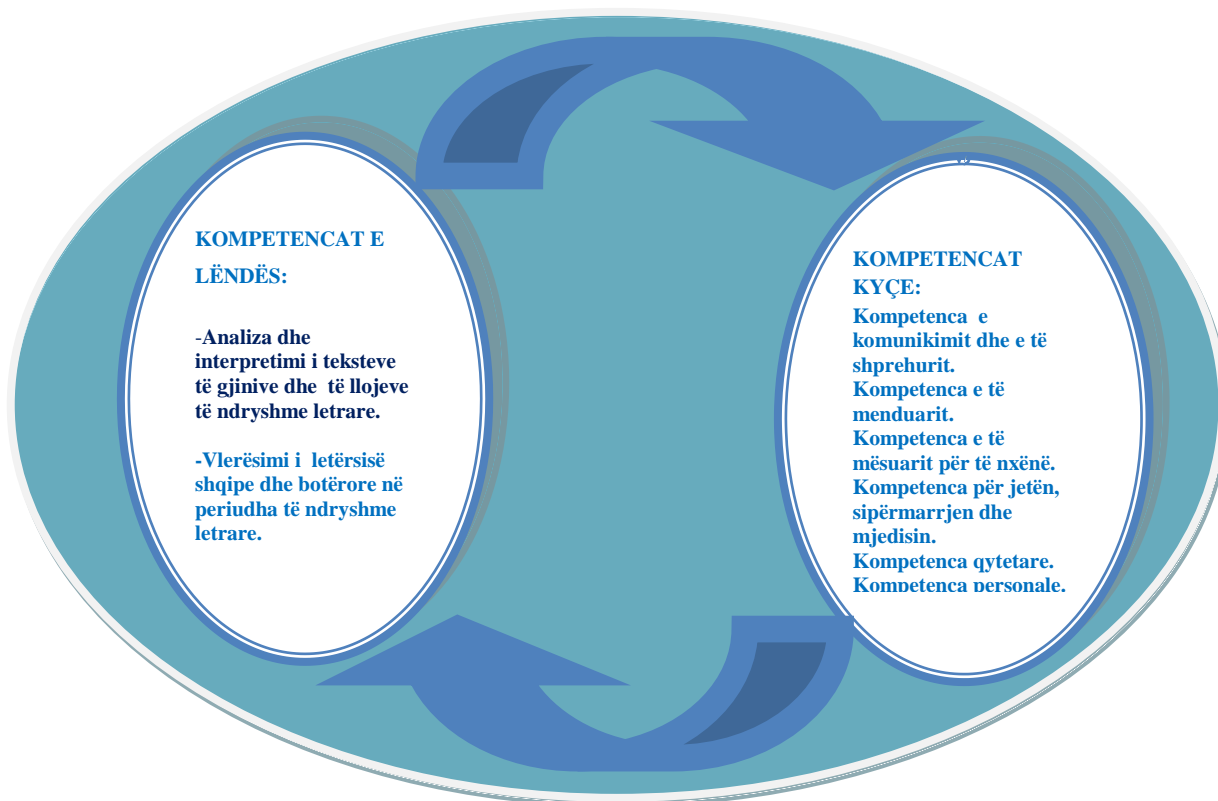 KOMPETENCAT E
LËNDËS:
-Analiza dhe
interpretimi i teksteve
të gjinive dhe të llojeve
të ndryshme letrare.
-Vlerësimi i letërsisë
shqipe dhe botërore në
periudha të ndryshme
letrare.
KOMPETENCAT
KYÇE:
Kompetenca e
komunikimit dhe e të
shprehurit.
Kompetenca e të
menduarit.
Kompetenca e të
mësuarit për të nxënë.
Kompetenca për jetën,
sipërmarrjen dhe
mjedisin.
Kompetenca qytetare.
Kompetenca personale.